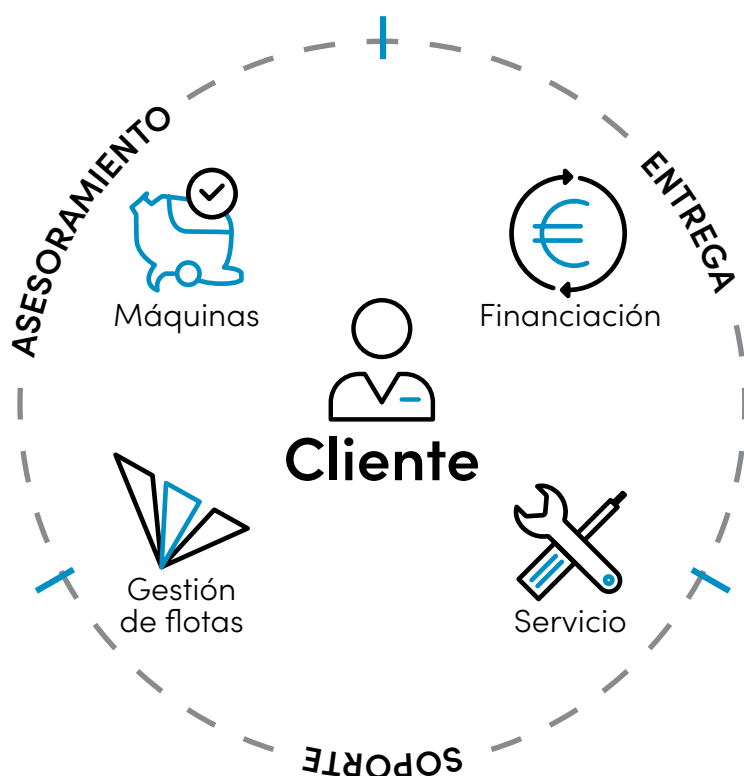 ASESORAMIENTO
ENTREGA
Máquinas
Financiación
Cliente
Gestión
de flotas
Servicio
SOPORTE